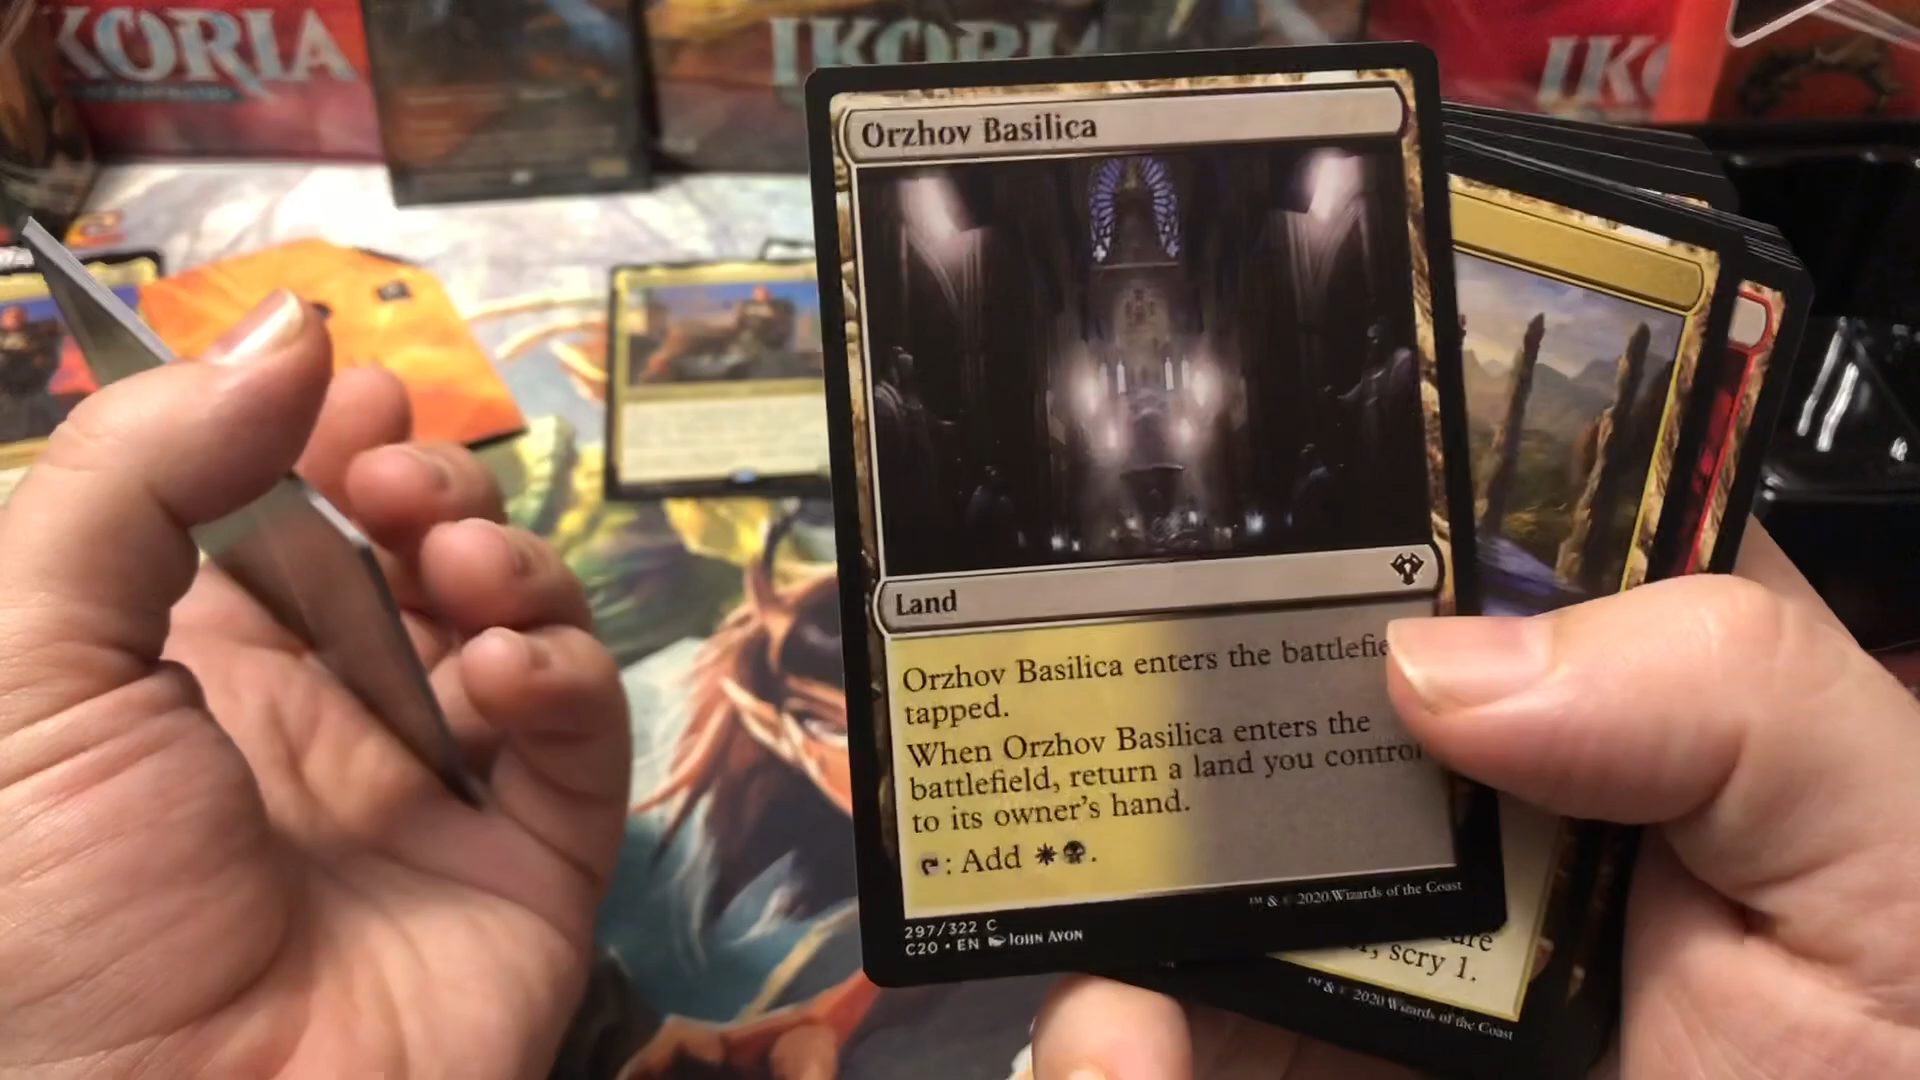 KORIA
IKORI
IK
Orzhov Basilica
Land
Orzhov Basilica enters the battlefie
tapped.
When Orzhov Basilica enters the
battlefield, return a land you control
to its owner's hand.
: Add .
™ & © 2020 Wizards of the Coast
297/322 C
C20 • EN JOHN AVON
scry 1.
™ & © 2020 Wizards of the Coast